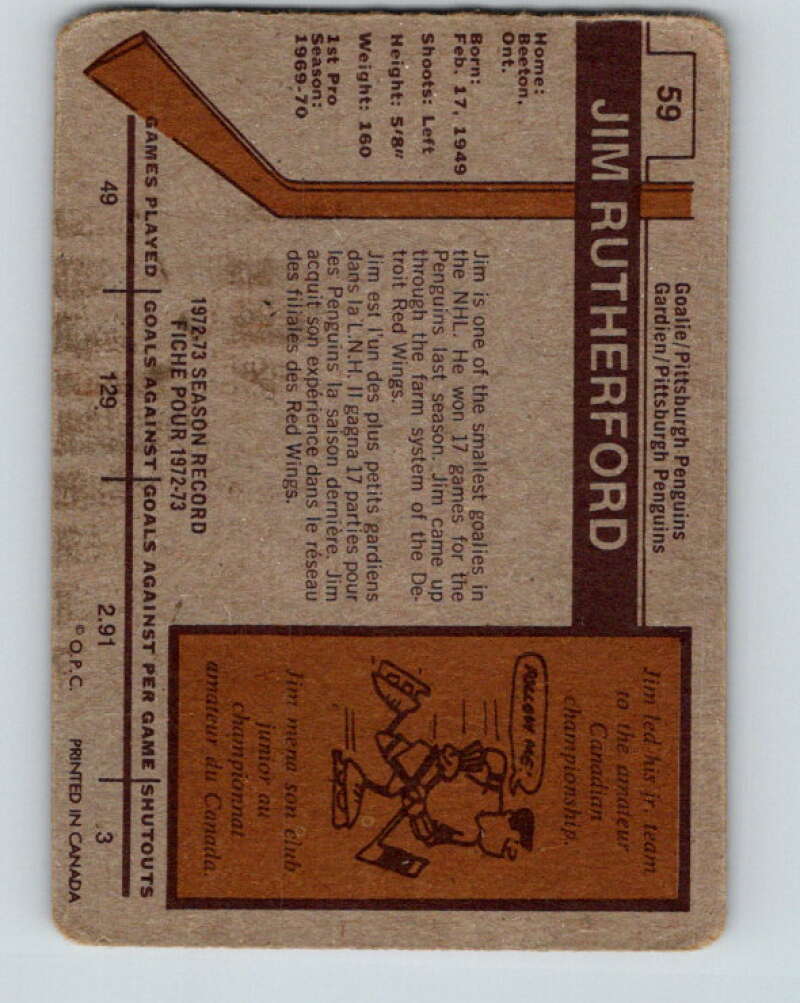 59
Goalie/Pittsburgh Penguins
Gardien/Pittsburgh Penguins
JIM RUTHERFORD
Home:
Beeton,
Ont.
Born:
Feb. 17, 1949
Shoots: Left
Height: 5'8"
Weight: 160
1st Pro
Season:
1969-70
Jim is one of the smallest goalies in
the NHL. He won 17 games for the
Penguins last season. Jim came up
through the farm system of the De-
troit Red Wings.
Jim est l'un des plus petits gardiens
dans la L.N.H. Il gagna 17 parties pour
les Penguins la saison dernière. Jim
acquit son expérience dans le réseau
des filiales des Red Wings.
Jim led his jr. team
to the amateur
Canadian
championship.
FOLLOW ME!
Jim mena son club
junior au
championnat
amateur du Canada.
1972-73 SEASON RECORD
FICHE POUR 1972-73
GAMES PLAYED GOALS AGAINST GOALS AGAINST PER GAME SHUTOUTS
49 129 2.91 3
© O.P.C. PRINTED IN CANADA